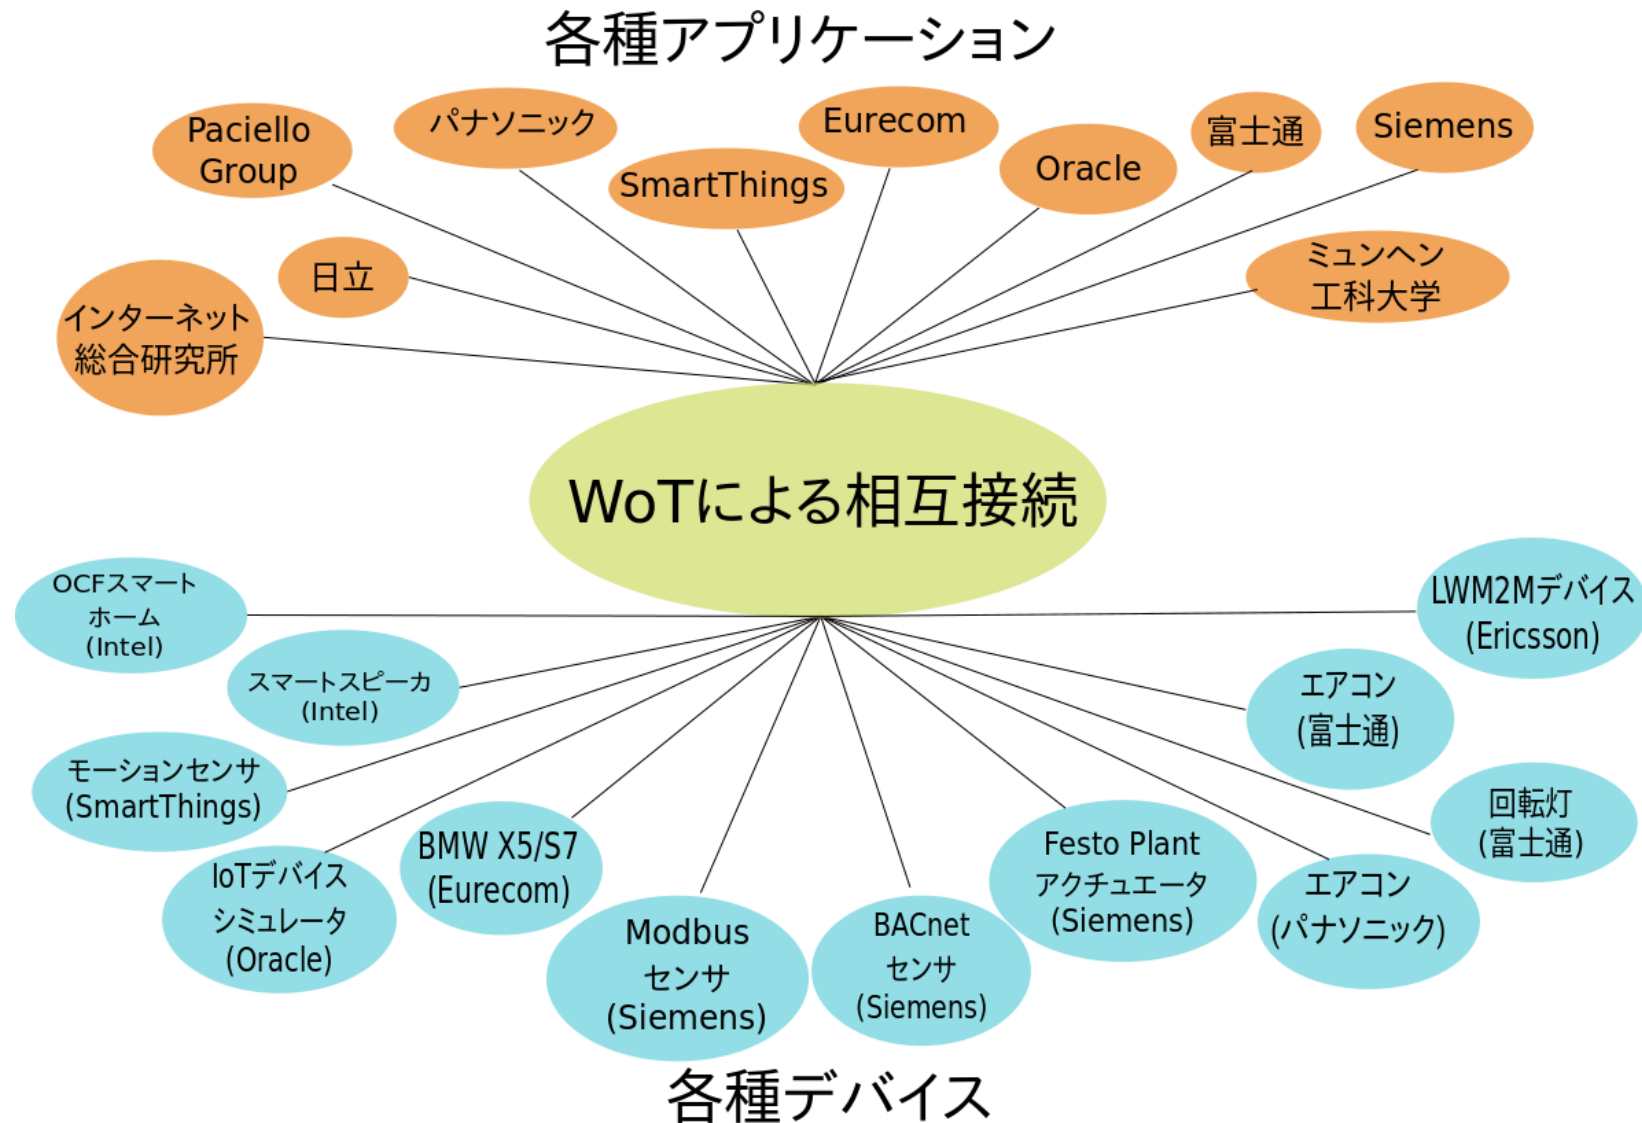 各種アプリケーション
Paciello
Group
パナソニック
SmartThings
Eurecom
Oracle
富士通
Siemens
インターネット
総合研究所
日立
ミュンヘン
工科大学
WoTによる相互接続
OCFスマート
ホーム
(Intel)
スマートスピーカ
(Intel)
モーションセンサ
(SmartThings)
IoTデバイス
シミュレータ
(Oracle)
BMW X5/S7
(Eurecom)
Modbus
センサ
(Siemens)
BACnet
センサ
(Siemens)
Festo Plant
アクチュエータ
(Siemens)
エアコン
(パナソニック)
回転灯
(富士通)
エアコン
(富士通)
LWM2Mデバイス
(Ericsson)
各種デバイス